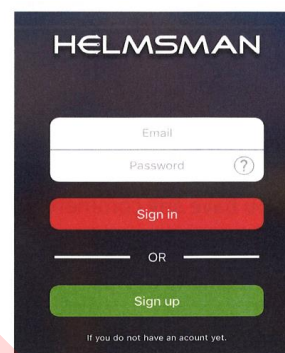 HELMSMAN
Email
Password ?
Sign in
OR
Sign up
If you do not have an acount yet.